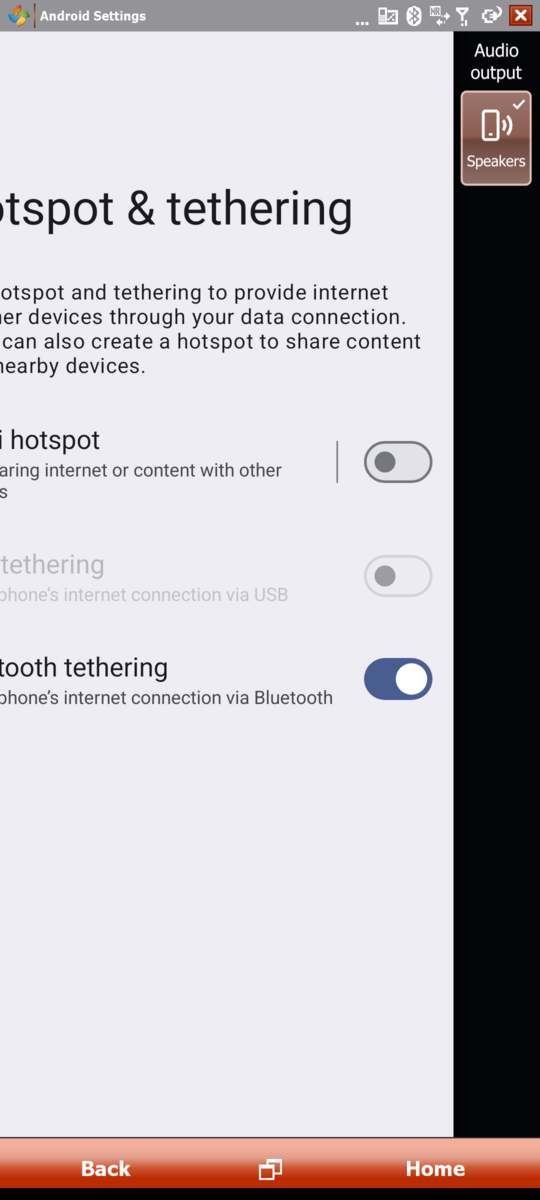 Android Settings
...
NR
Audio
output
Speakers
otspot & tethering
otspot and tethering to provide internet
er devices through your data connection.
can also create a hotspot to share content
nearby devices.
i hotspot
aring internet or content with other
s
tethering
phone's internet connection via USB
tooth tethering
phone's internet connection via Bluetooth
Back
Home